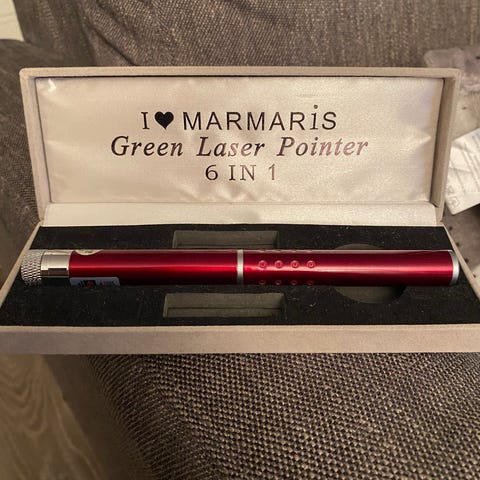 I ♥ MARMARiS
Green Laser Pointer
6 IN 1